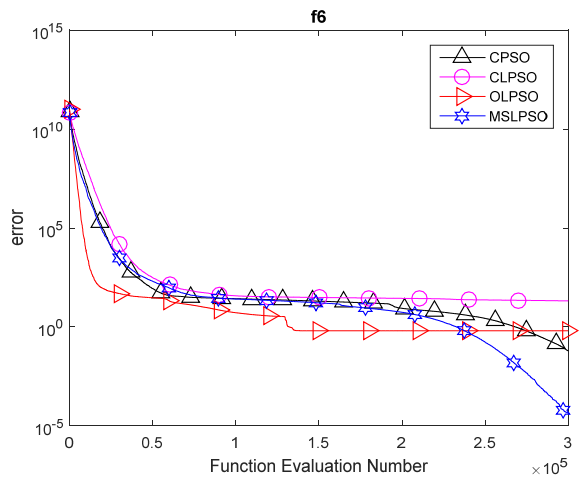 f6
10^15
10^10
10^5
10^0
10^-5
error
CPSO
CLPSO
OLPSO
MSLPSO
0 0.5 1 1.5 2 2.5 3
×10^5
Function Evaluation Number